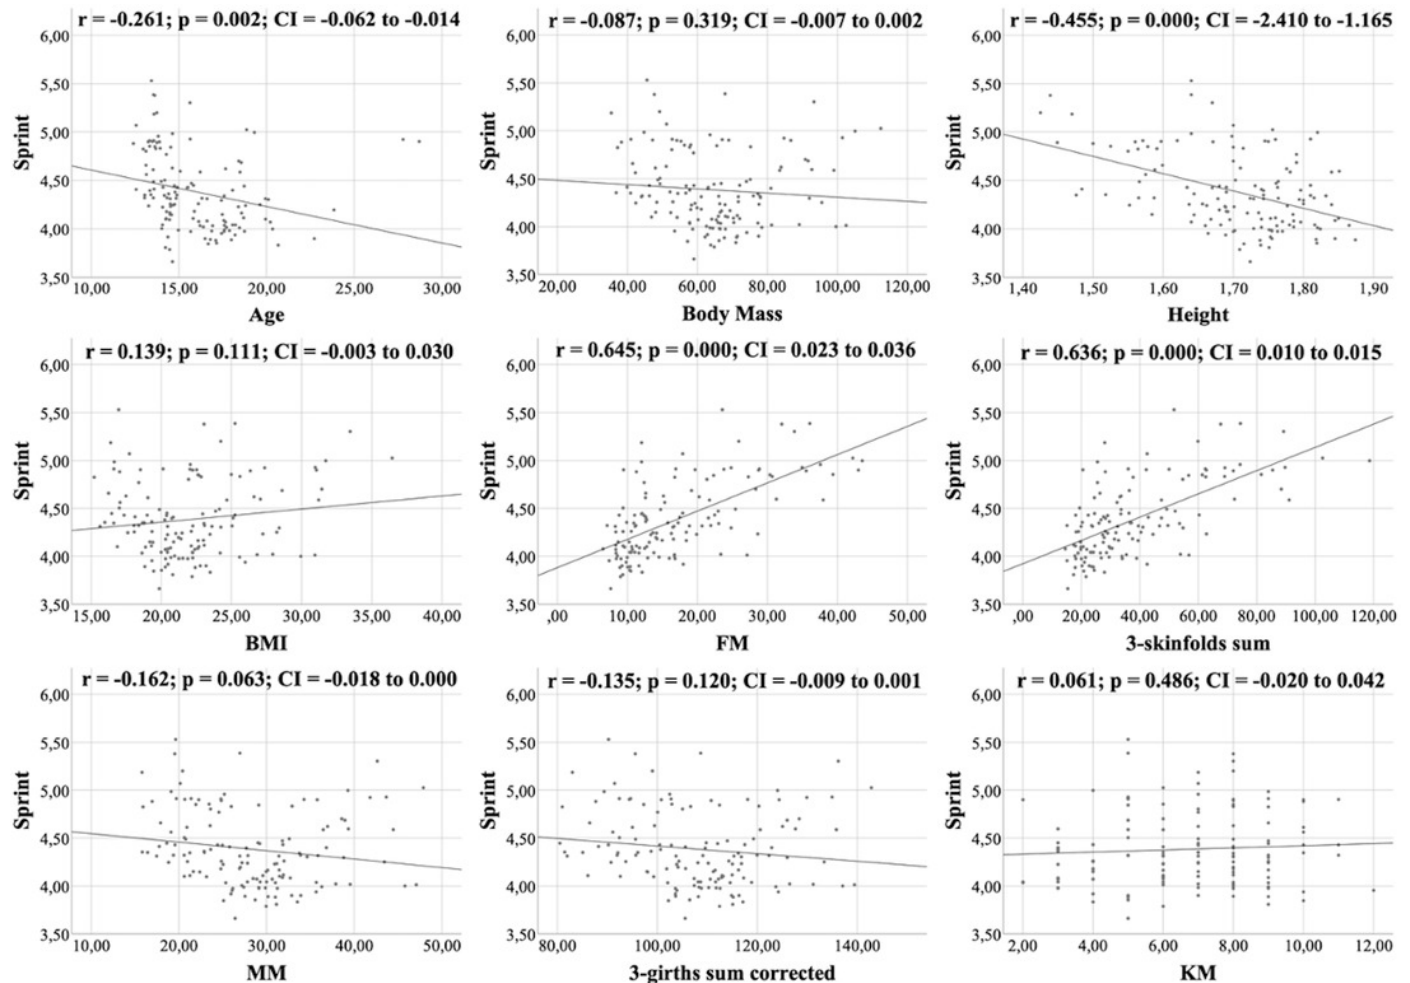 r = -0.261; p = 0.002; CI = -0.062 to -0.014
6,00
5,50
5,00
4,50
4,00
3,50
Sprint
10,00 15,00 20,00 25,00 30,00
Age
r = -0.087; p = 0.319; CI = -0.007 to 0.002
6,00
5,50
5,00
4,50
4,00
3,50
Sprint
20,00 40,00 60,00 80,00 100,00 120,00
Body Mass
r = -0.455; p = 0.000; CI = -2.410 to -1.165
6,00
5,50
5,00
4,50
4,00
3,50
Sprint
1,40 1,50 1,60 1,70 1,80 1,90
Height
r = 0.139; p = 0.111; CI = -0.003 to 0.030
6,00
5,50
5,00
4,50
4,00
3,50
Sprint
15,00 20,00 25,00 30,00 35,00 40,00
BMI
r = 0.645; p = 0.000; CI = 0.023 to 0.036
6,00
5,50
5,00
4,50
4,00
3,50
Sprint
,00 10,00 20,00 30,00 40,00 50,00
FM
r = 0.636; p = 0.000; CI = 0.010 to 0.015
6,00
5,50
5,00
4,50
4,00
3,50
Sprint
,00 20,00 40,00 60,00 80,00 100,00 120,00
3-skinfolds sum
r = -0.162; p = 0.063; CI = -0.018 to 0.000
6,00
5,50
5,00
4,50
4,00
3,50
Sprint
10,00 20,00 30,00 40,00 50,00
MM
r = -0.135; p = 0.120; CI = -0.009 to 0.001
6,00
5,50
5,00
4,50
4,00
3,50
Sprint
80,00 100,00 120,00 140,00
3-girths sum corrected
r = 0.061; p = 0.486; CI = -0.020 to 0.042
6,00
5,50
5,00
4,50
4,00
3,50
Sprint
2,00 4,00 6,00 8,00 10,00 12,00
KM